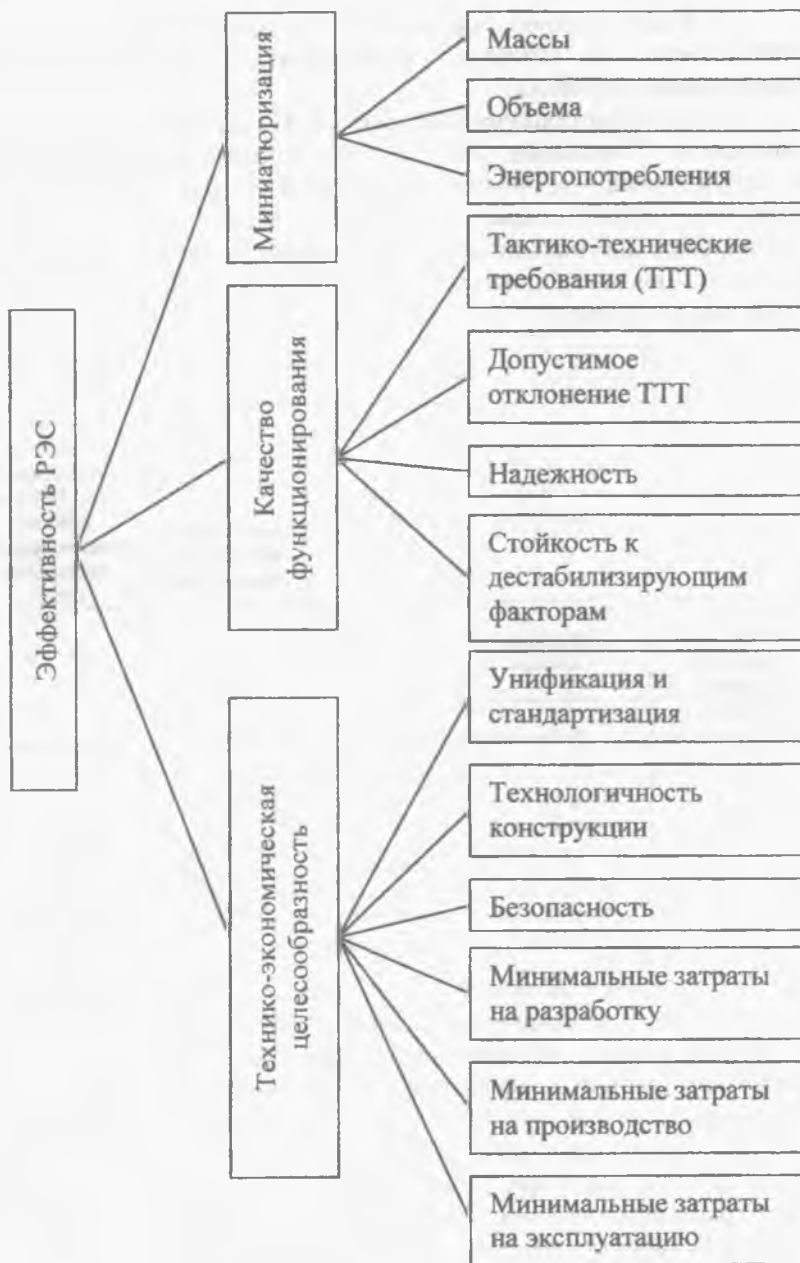 Эффективность РЭС
Миниатюризация
Массы
Объема
Энергопотребления
Качество
функционирования
Тактико-технические
требования (ТТТ)
Допустимое
отклонение ТТТ
Надежность
Стойкость к
дестабилизирующим
факторам
Технико-экономическая
целесообразность
Унификация и
стандартизация
Технологичность
конструкции
Безопасность
Минимальные затраты
на разработку
Минимальные затраты
на производство
Минимальные затраты
на эксплуатацию